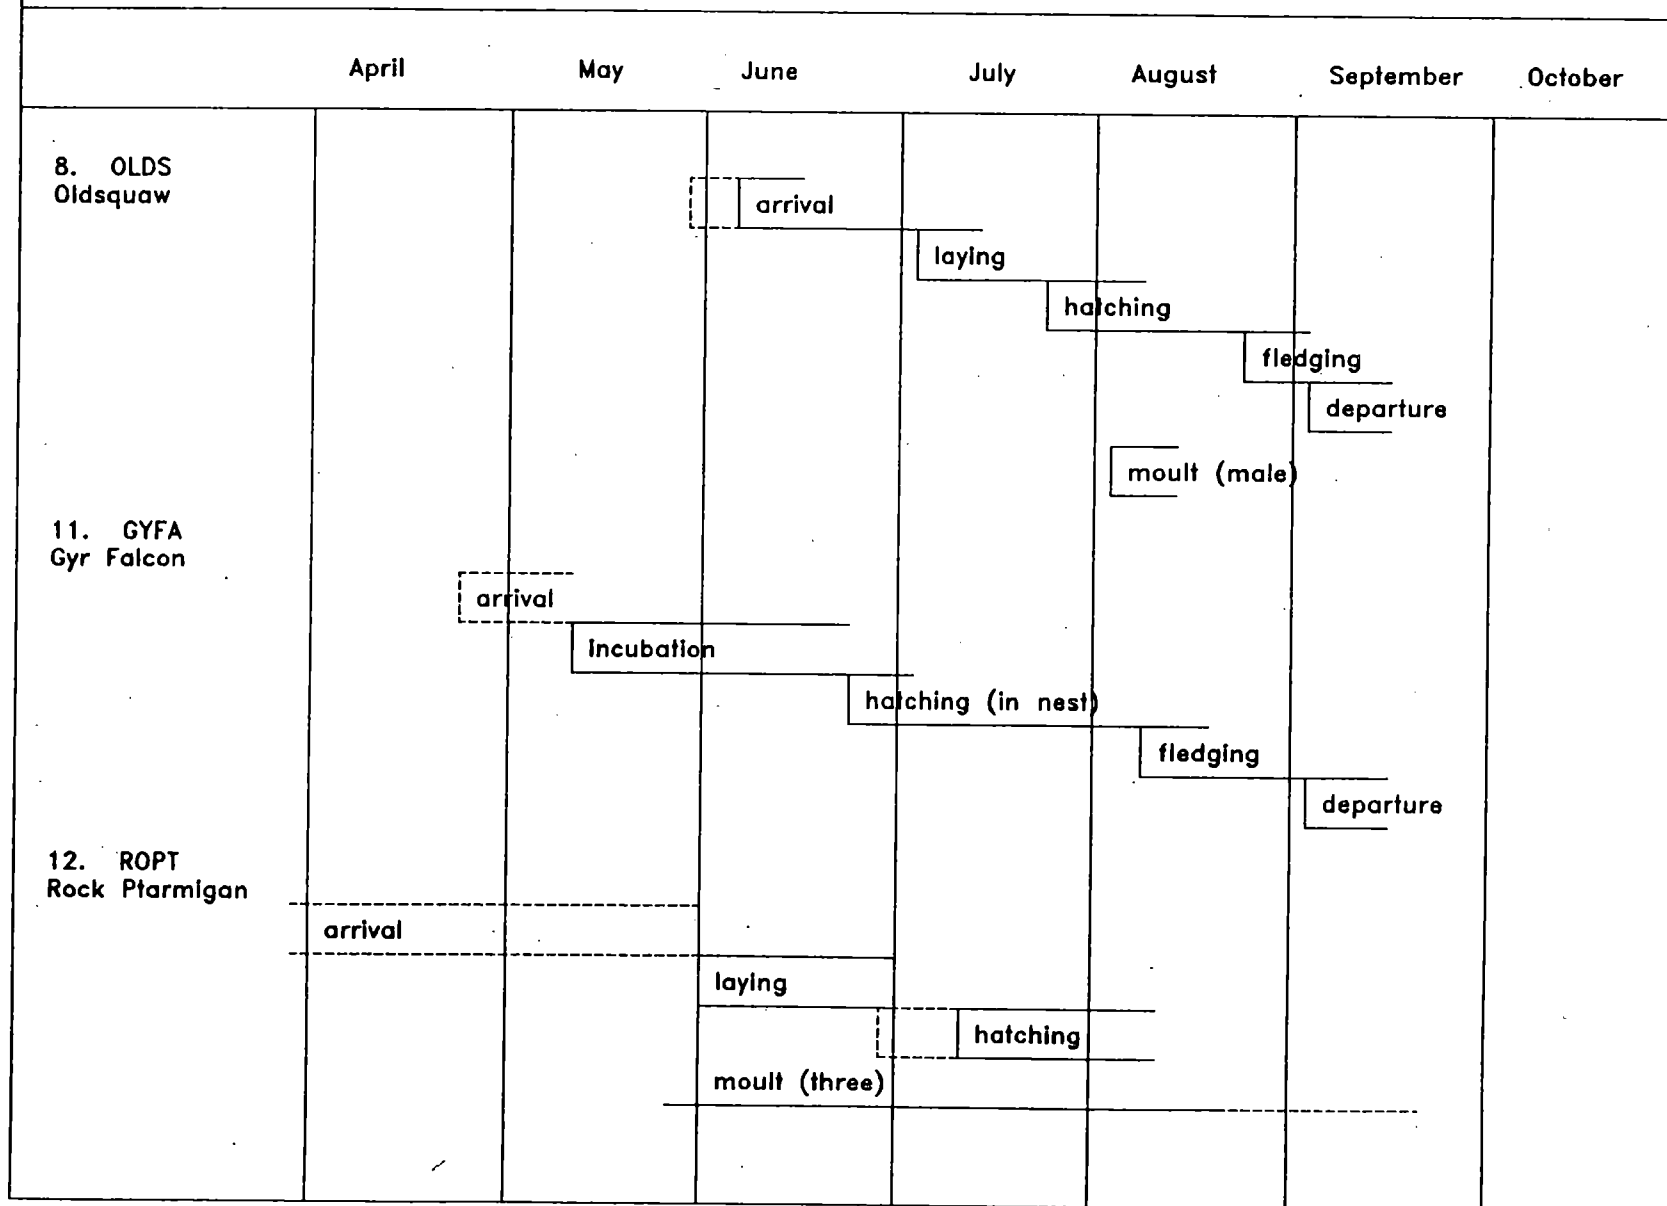 April May June July August September October
8. OLDS
Oldsquaw
arrival
laying
hatching
fledging
departure
moult (male)
11. GYFA
Gyr Falcon
arrival
Incubation
hatching (in nest)
fledging
departure
12. ROPT
Rock Ptarmigan
arrival
laying
hatching
moult (three)